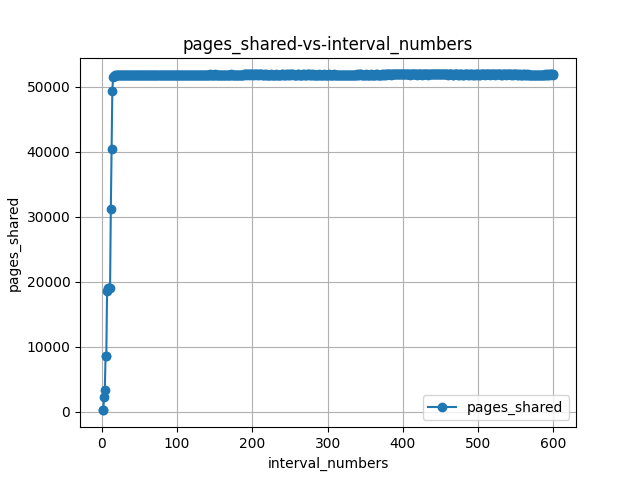 pages_shared-vs-interval_numbers
50000
40000
30000
20000
10000
0
pages_shared
pages_shared
0 100 200 300 400 500 600
interval_numbers